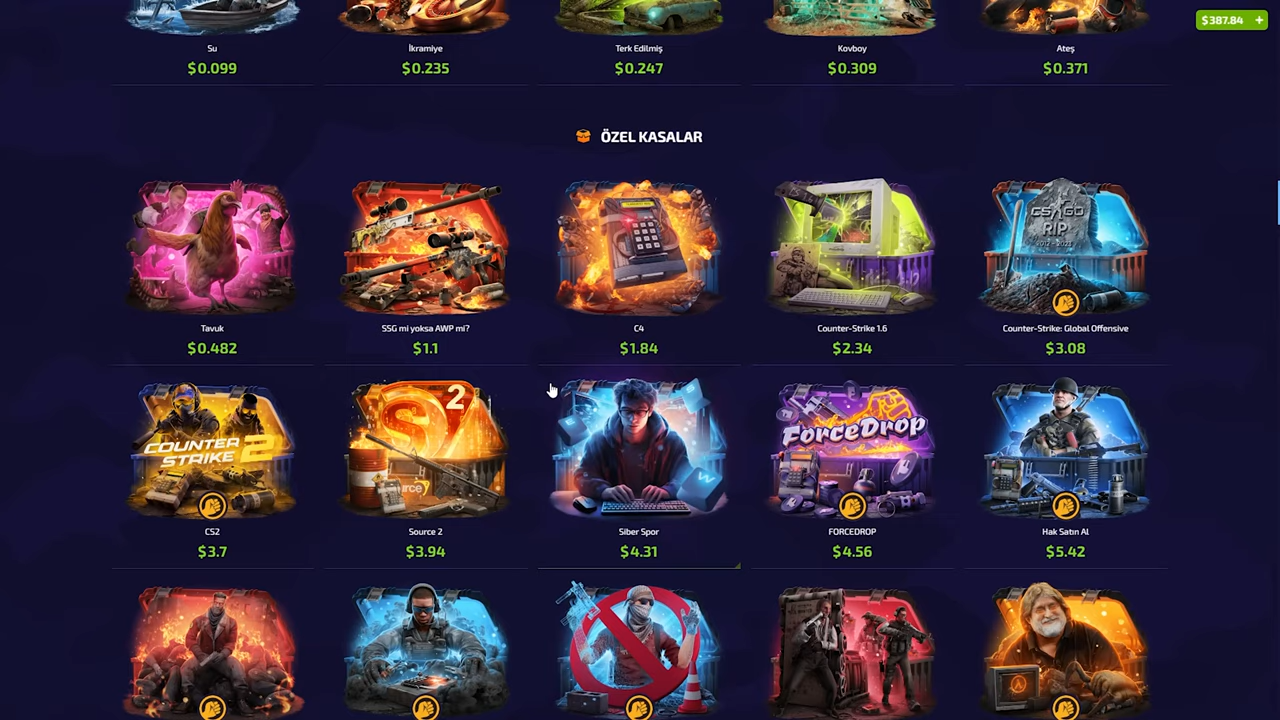 $387.84 +
Su
İkramiye
Terk Edilmiş
Kovboy
Ateş
$0.099
$0.235
$0.247
$0.309
$0.371
ÖZEL KASALAR
CS GO
RIP
Tavuk
SSG mi yoksa AWP mi?
C4
Counter-Strike 1.6
Counter-Strike: Global Offensive
$0.482
$1.1
$1.84
$2.34
$3.08
COUNTER
STRIKE 2
S 2
ForceDrop
W
CS2
Source 2
Siber Spor
FORCEDROP
Hak Satın Al
$3.7
$3.94
$4.31
$4.56
$5.42